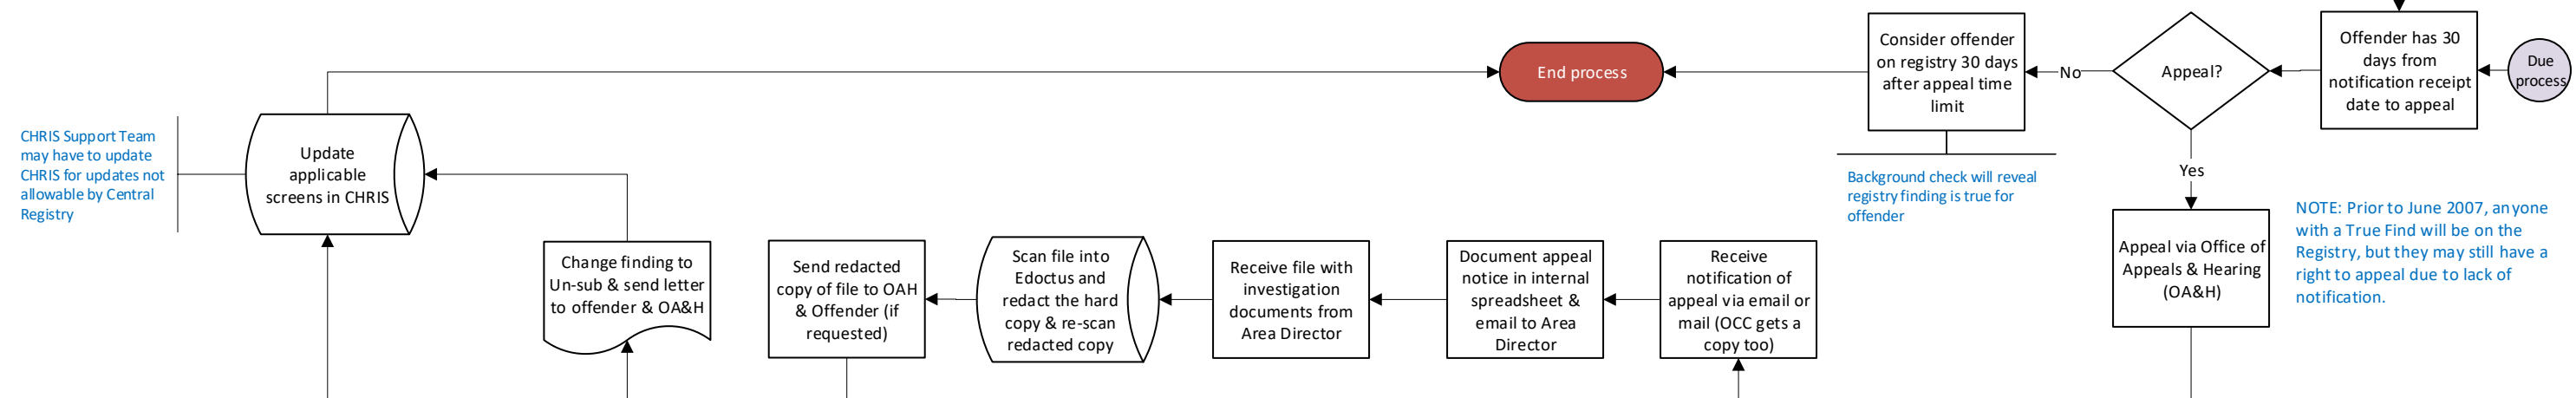 CHRIS Support Team
may have to update
CHRIS for updates not
allowable by Central
Registry
Update
applicable
screens in CHRIS
Change finding to
Un-sub & send letter
to offender & OA&H
Send redacted
copy of file to OAH
& Offender (if
requested)
Scan file into
Edoctus and
redact the hard
copy & re-scan
redacted copy
Receive file with
investigation
documents from
Area Director
Document appeal
notice in internal
spreadsheet &
email to Area
Director
Receive
notification of
appeal via email or
mail (OCC gets a
copy too)
End process
Consider offender
on registry 30 days
after appeal time
limit
Background check will reveal
registry finding is true for
offender
No
Appeal?
Yes
Appeal via Office of
Appeals & Hearing
(OA&H)
Offender has 30
days from
notification receipt
date to appeal
Due
process
NOTE: Prior to June 2007, anyone
with a True Find will be on the
Registry, but they may still have a
right to appeal due to lack of
notification.